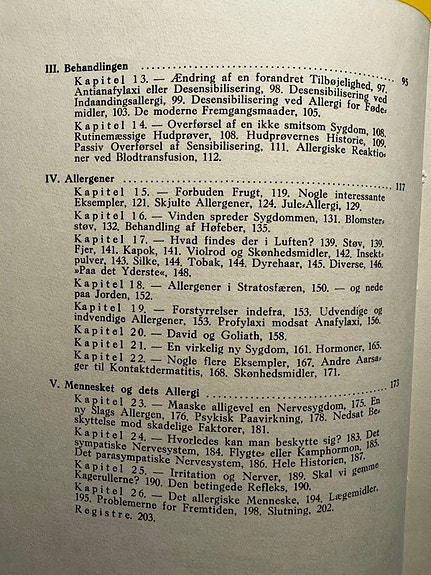 III. Behandlingen ........ 95
Kapitel 13. — Ændring af en forandret Tilbøjelighed, 97.
Antianafylaxi eller Desensibilisering, 98. Desensibilisering ved
Indaandingsallergi, 99. Desensibilisering ved Allergi for Føde-
midler, 103. De moderne Fremgangsmaader, 105.
Kapitel 14. — Overførsel af en ikke smitsom Sygdom, 108.
Rutinemæssige Hudprøver, 108. Hudprøvernes Historie, 109.
Passiv Overførsel af Sensibilisering, 111. Allergiske Reaktio-
ner ved Blodtransfusion, 112.
IV. Allergener ........ 117
Kapitel 15. — Forbuden Frugt, 119. Nogle interessante
Eksempler, 121. Skjulte Allergener, 124. Jule-Allergi, 129.
Kapitel 16. — Vinden spreder Sygdommen, 131. Blomster-
støv, 132. Behandling af Høfeber, 135.
Kapitel 17. — Hvad findes der i Luften? 139. Støv, 139.
Fjer, 141. Kapok, 141. Violrod og Skønhedsmidler, 142. Insekt-
pulver, 143. Silke, 144. Tobak, 144. Dyrehaar, 145. Diverse, 146.
»Paa det Yderste«, 148.
Kapitel 18. — Allergener i Stratosfæren, 150. — og nede
paa Jorden, 152.
Kapitel 19. — Forstyrrelser indefra, 153. Udvendige og
indvendige Allergener, 153. Profylaxi modsat Anafylaxi, 156.
Kapitel 20. — David og Goliath, 158.
Kapitel 21. — En virkelig ny Sygdom, 161. Hormoner, 165.
Kapitel 22. — Nogle flere Eksempler, 167. Andre Aarsa-
ger til Kontaktdermatitis, 168. Skønhedsmidler, 171.
V. Mennesket og dets Allergi ........ 173
Kapitel 23. — Maaske alligevel en Nervesygdom, 175. En
ny Slags Allergen, 176. Psykisk Paavirkning, 178. Nedsat Be-
skyttelse mod skadelige Faktorer, 181.
Kapitel 24. — Hvorledes kan man beskytte sig? 183. Det
sympatiske Nervesystem, 184. Flygte- eller Kamphormon, 185.
Det parasympatiske Nervesystem, 186. Hele Historien, 187.
Kapitel 25. — Irritation og Nerver, 189. Skal vi gemme
Kagerullerne? 190. Den betingede Refleks, 190.
Kapitel 26. — Det allergiske Menneske, 194. Lægemidler,
195. Problemerne for Fremtiden, 198. Slutning, 202.
Registre. 203.